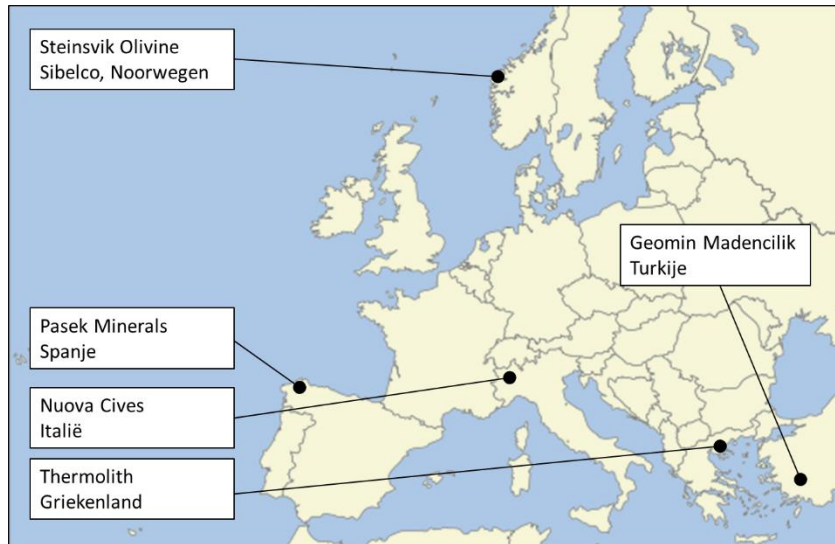 Steinsvik Olivine
Sibelco, Noorwegen
Geomin Madencilik
Turkije
Pasek Minerals
Spanje
Nuova Cives
Italië
Thermolith
Griekenland